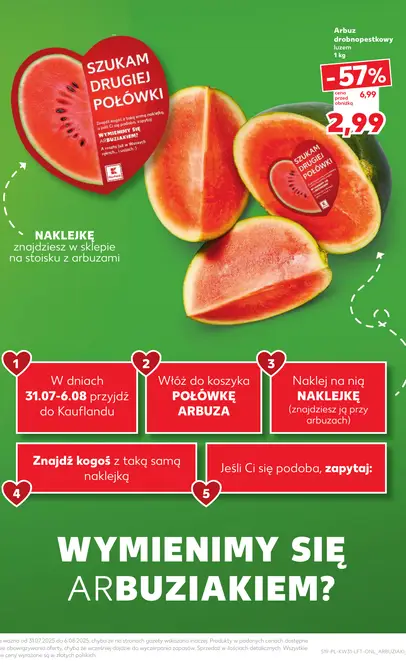 Arbuz
drobnopestkowy
luzem
1 kg
-57%
cena
przed
obniżką
6,99
2,99
SZUKAM
DRUGIEJ
POŁÓWKI
WYMIENIMY SIĘ
ARBUZIAKIEM?
SZUKAM
DRUGIEJ
POŁÓWKI
NAKLEJKĘ
znajdziesz w sklepie
na stoisku z arbuzami
1
W dniach
31.07-6.08 przyjdź
do Kauflandu
2
Włóż do koszyka
POŁÓWKĘ
ARBUZA
3
Naklej na nią
NAKLEJKĘ
(znajdziesz ją przy
arbuzach)
4
Znajdź kogoś z taką samą
naklejką
5
Jeśli Ci się podoba, zapytaj:
WYMIENIMY SIĘ
ARBUZIAKIEM?
ważna od 31.07.2025 do 6.08.2025, chyba że na stronach gazetki wskazano inaczej. Produkty w podanych cenach dostępne
obowiązywania oferty, chyba że wcześniej dojdzie do wyczerpania zapasów. Sprzedaż w ilościach detalicznych. Wszystkie
ceny wyrażone są w złotych polskich.